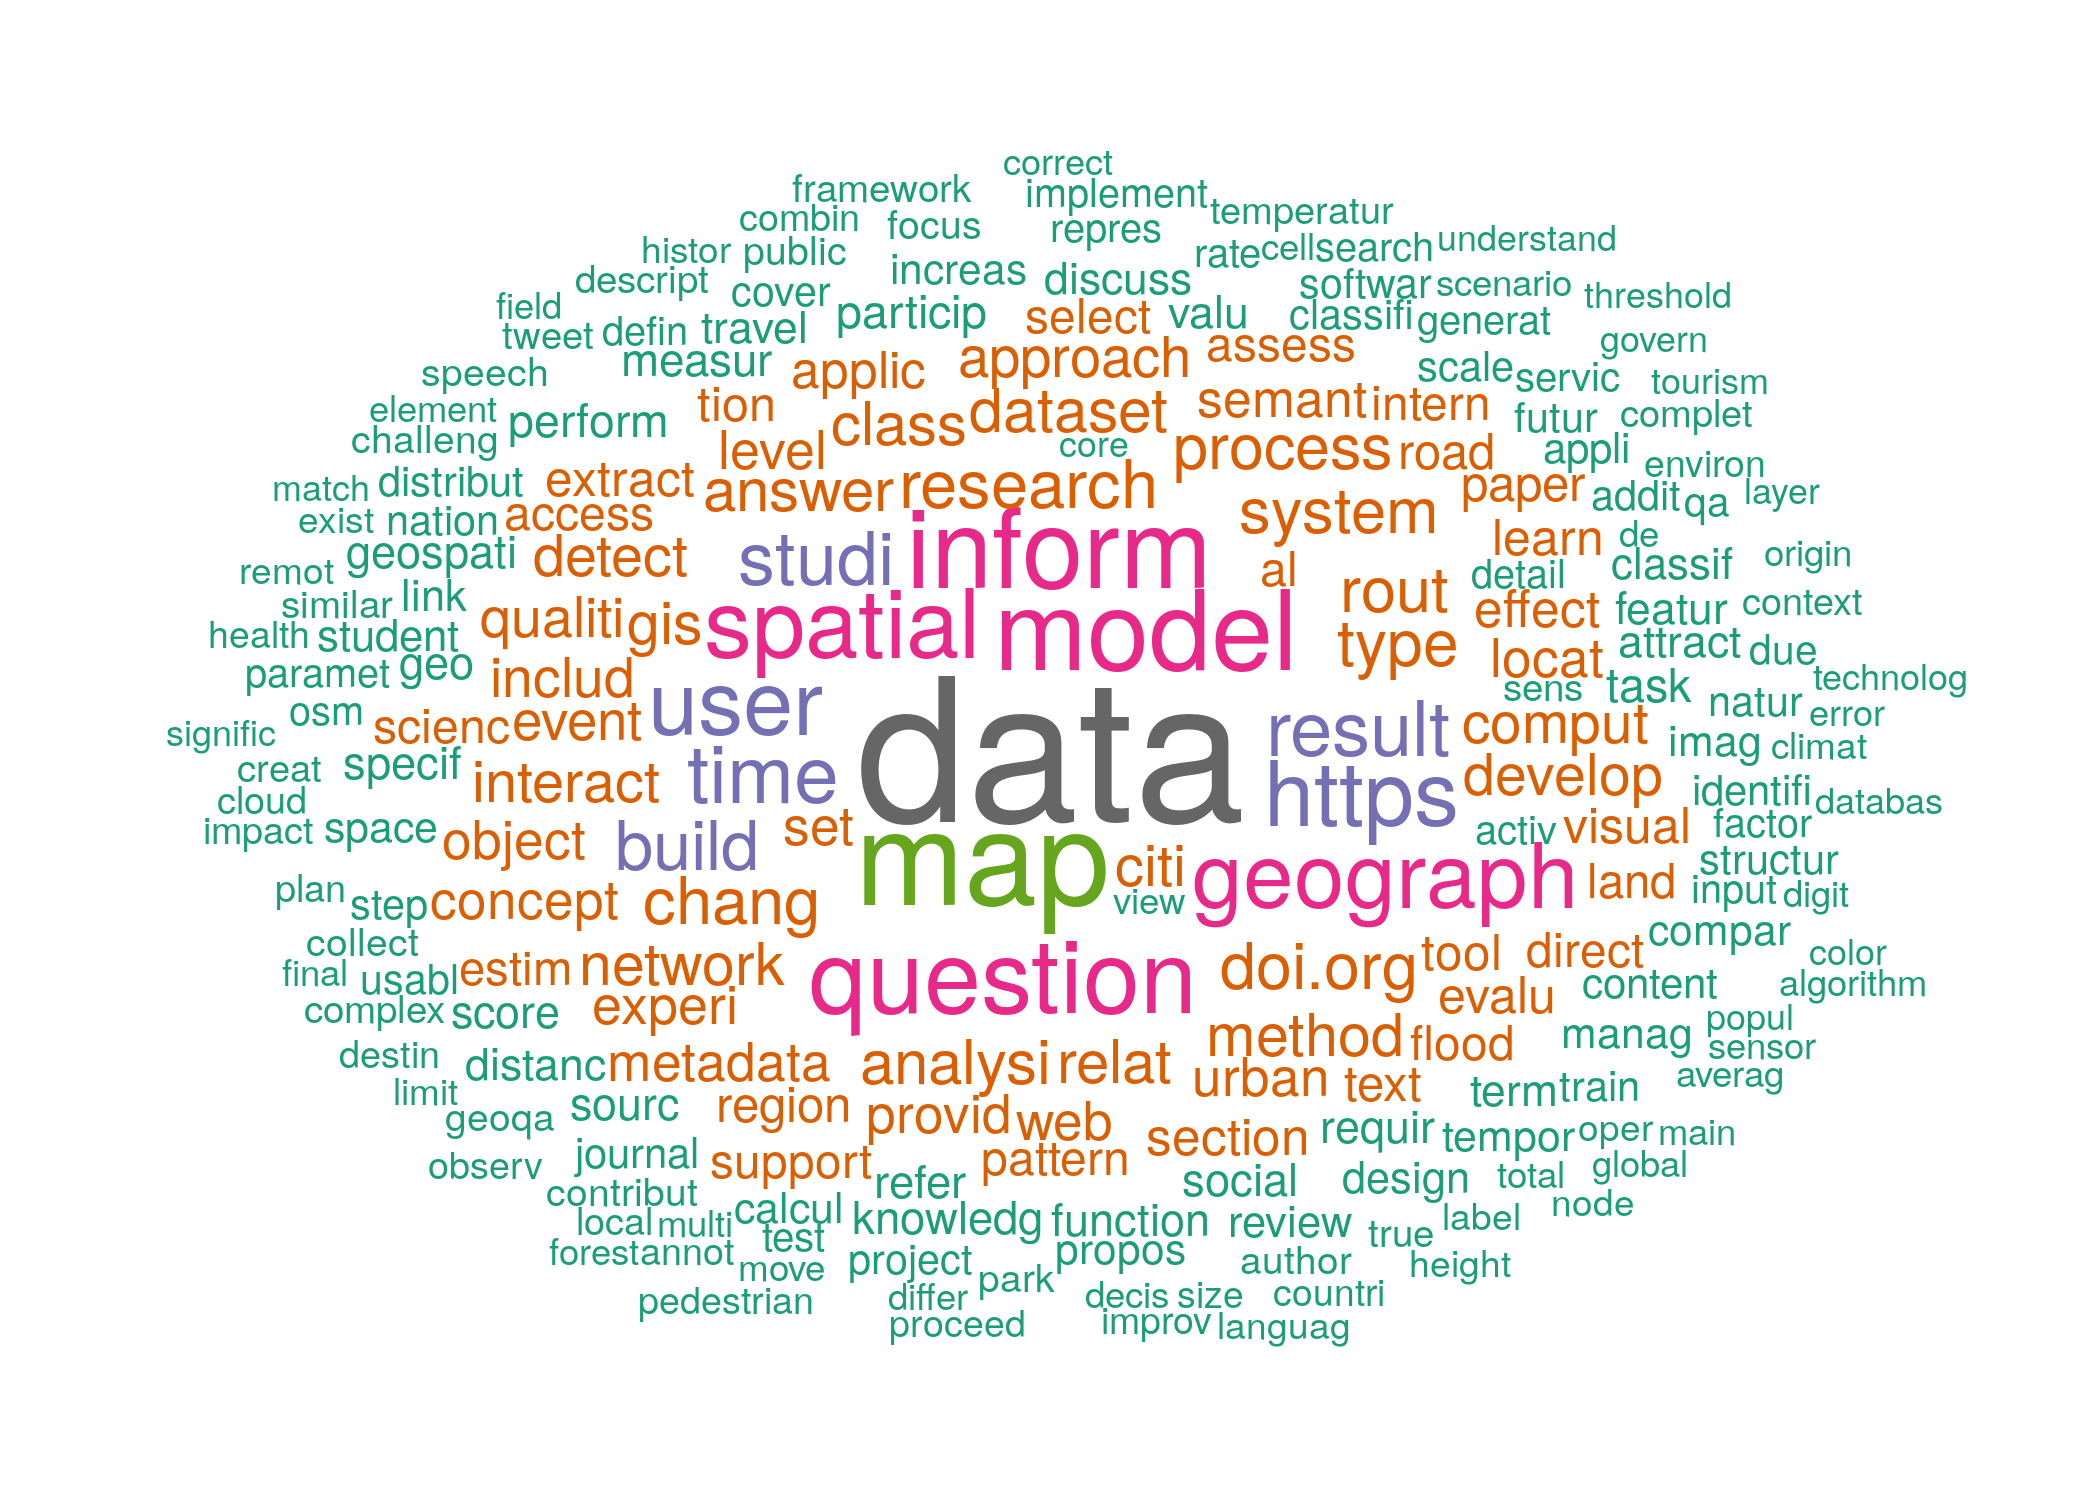 correct
framework implement
combin focus repres temperatur
histor public rate cell search understand
descript increas discuss softwar scenario
field cover particip select valu classifi generat threshold
tweet defin travel govern
speech measur applic approach assess scale servic tourism
element perform tion class dataset semant intern futur complet
challeng level core process road appli environ
match distribut extract answer research paper addit qa layer
exist nation access system learn de
geospati detect studi inform al detail classif origin
remot similar link rout effect featur context
health student qualiti gis spatial model type locat attract due
paramet geo includ sens task technolog
osm user natur error
signific scienc event data result comput imag climat
creat specif interact time https develop identifi databas
cloud impact space object build set activ visual factor
plan step concept chang map citi view geograph land structur input digit
collect compar color
final usabl estim network question doi.org tool direct content algorithm
complex score experi evalu popul
destin distanc metadata analysi relat method flood manag sensor
limit urban text term train averag
geoqa sourc region provid web section requir tempor oper main
observ journal support pattern social design total global
contribut refer node
local multi calcul knowledg function review true label
forest annot test project propos author height
move park
pedestrian differ decis size countri
proceed improv languag